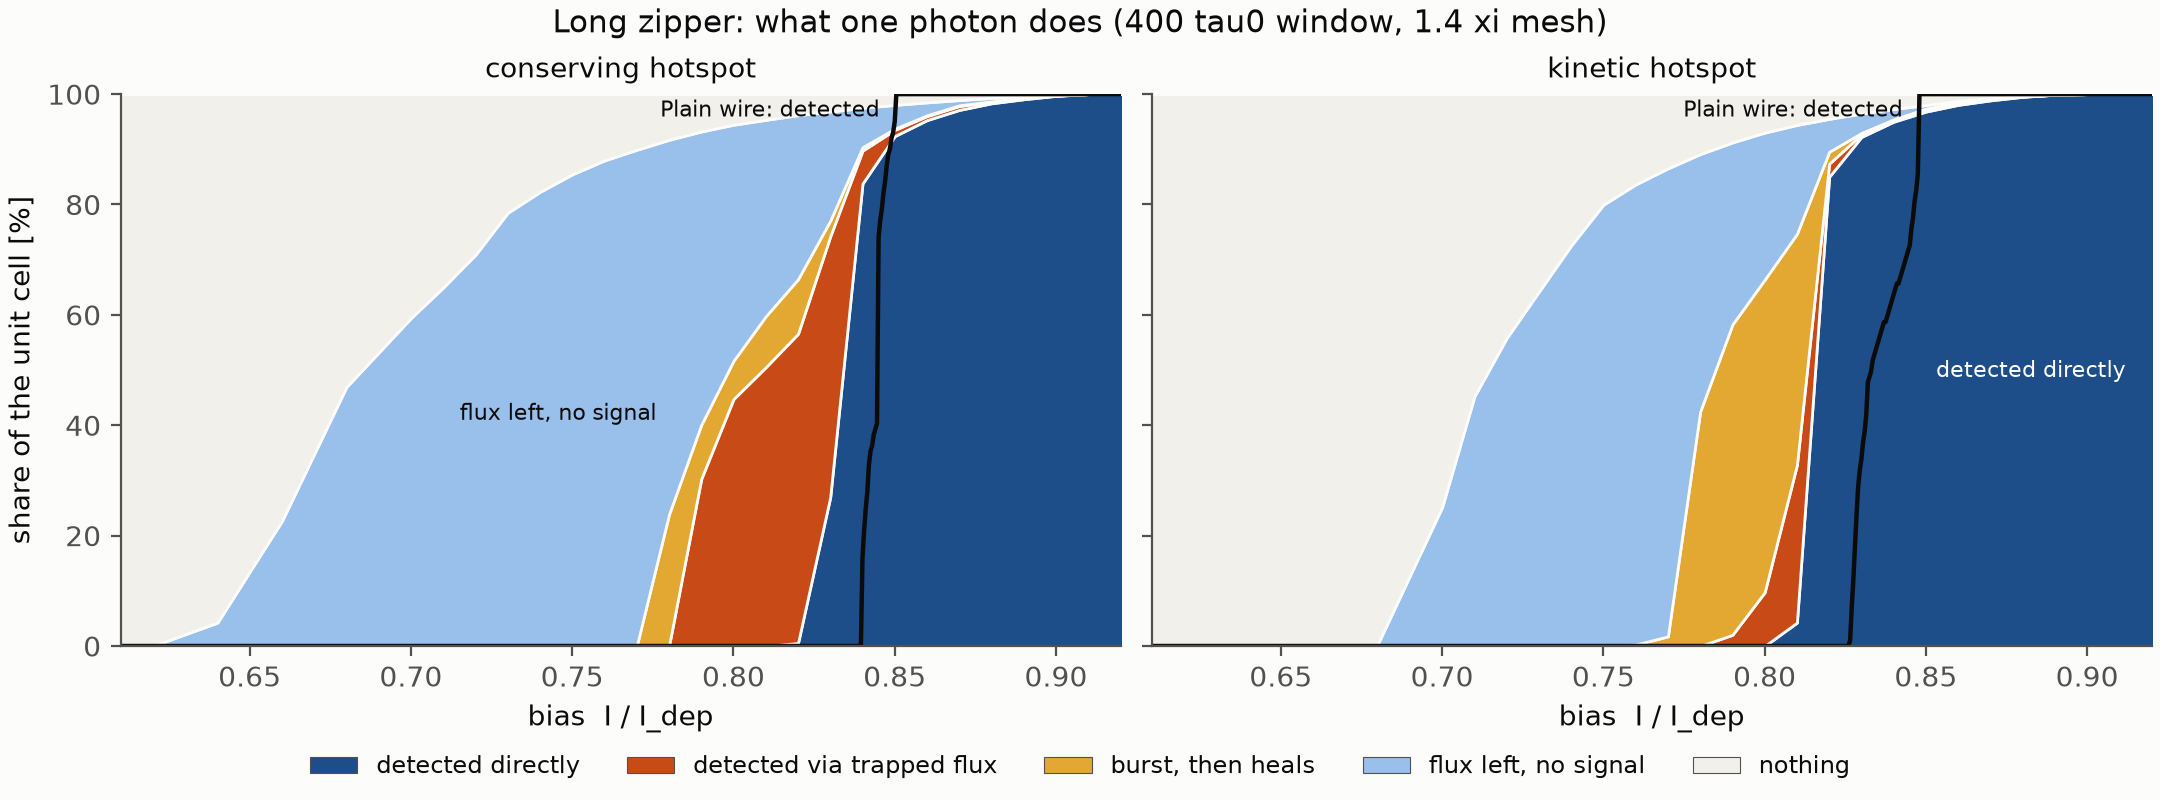 Long zipper: what one photon does (400 tau0 window, 1.4 xi mesh)
conserving hotspot
kinetic hotspot
share of the unit cell [%]
100
80
60
40
20
0
Plain wire: detected
flux left, no signal
Plain wire: detected
detected directly
0.65 0.70 0.75 0.80 0.85 0.90
0.65 0.70 0.75 0.80 0.85 0.90
bias I / I_dep
bias I / I_dep
detected directly
detected via trapped flux
burst, then heals
flux left, no signal
nothing